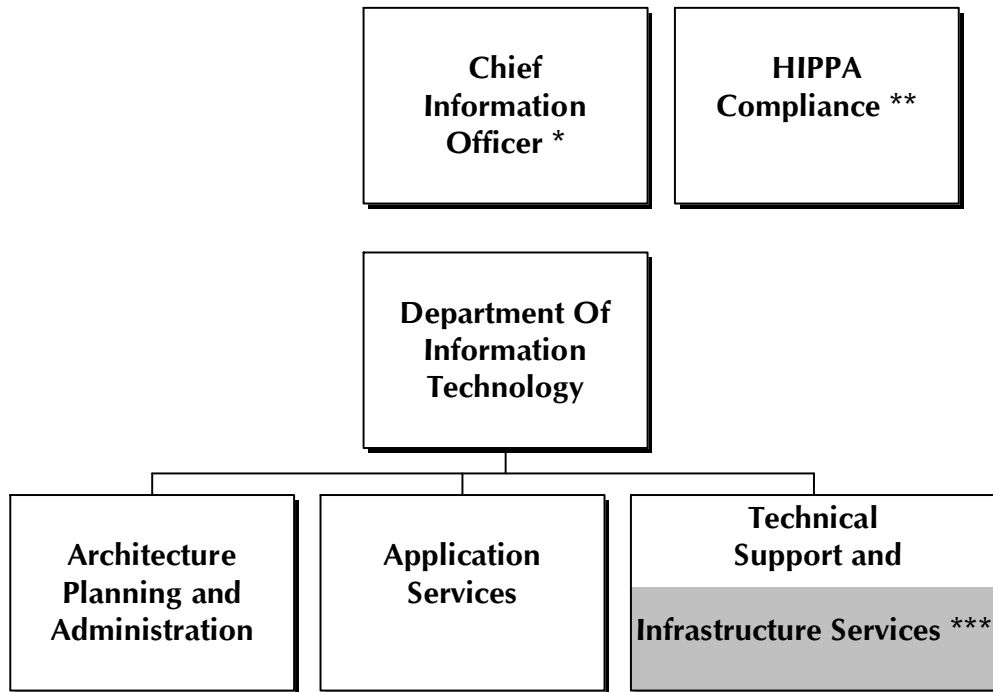 Chief
Information
Officer *
HIPPA
Compliance **
Department Of
Information
Technology
Architecture
Planning and
Administration
Application
Services
Technical
Support and
Infrastructure Services ***